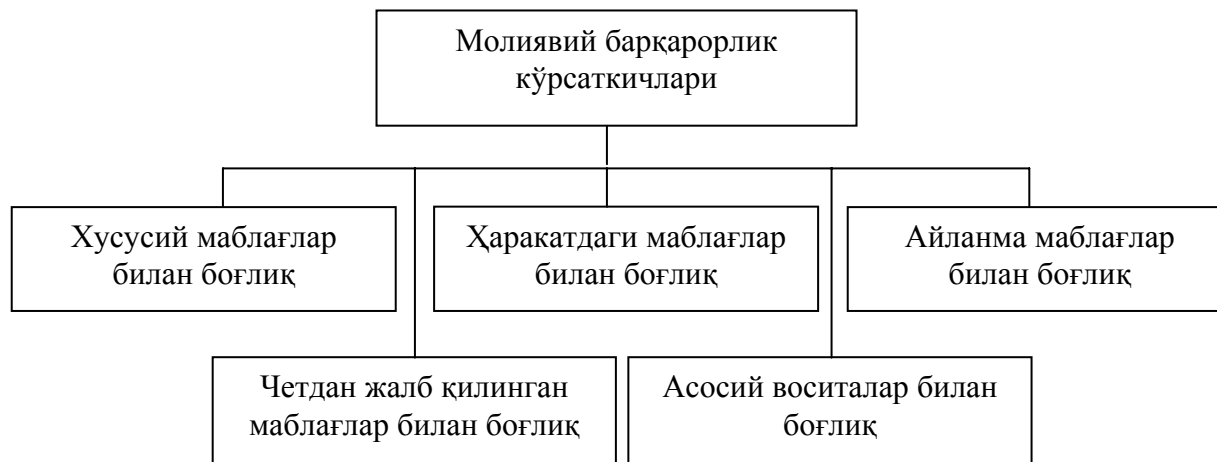 Молиявий барқарорлик
кўрсаткичлари
Хусусий маблағлар
билан боғлиқ
Ҳаракатдаги маблағлар
билан боғлиқ
Айланма маблағлар
билан боғлиқ
Четдан жалб қилинган
маблағлар билан боғлиқ
Асосий воситалар билан
боғлиқ